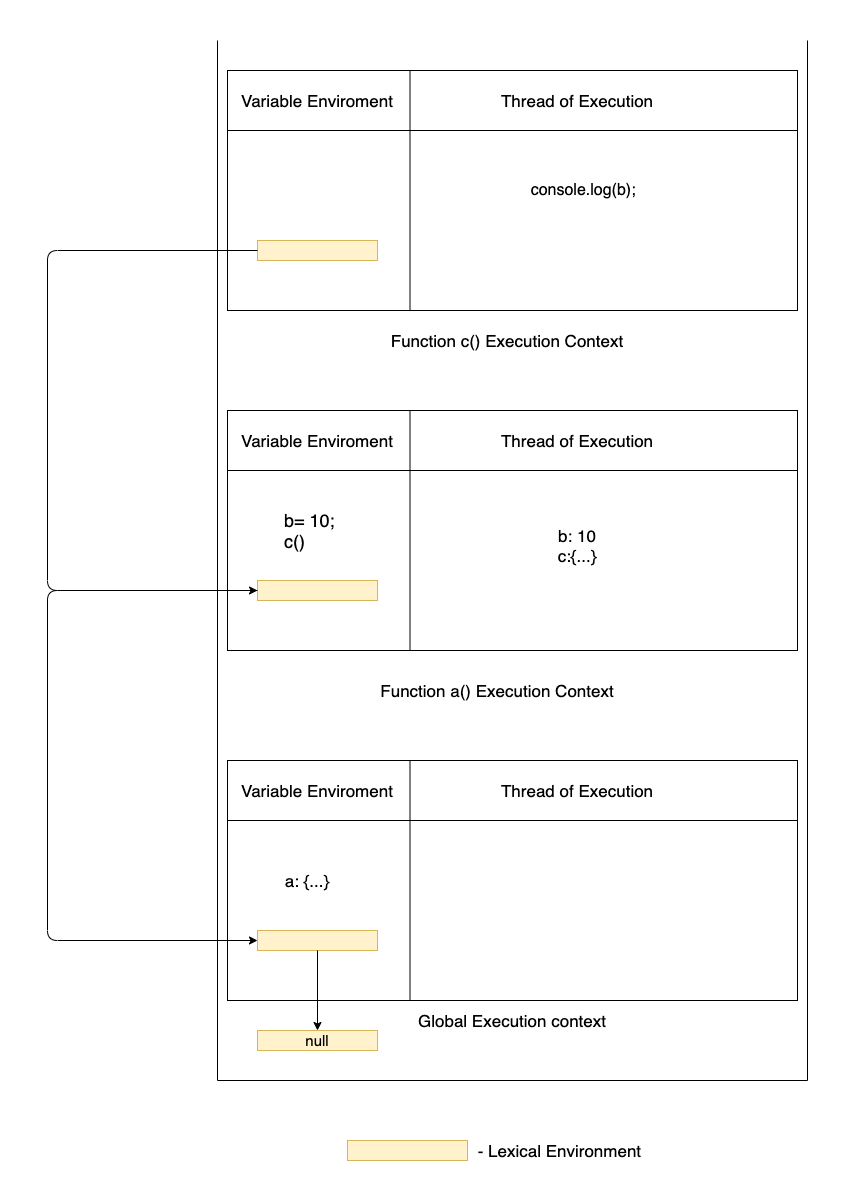 Variable Enviroment
Thread of Execution
console.log(b);
Function c() Execution Context
Variable Enviroment
Thread of Execution
b= 10;
c()
b: 10
c:{...}
Function a() Execution Context
Variable Enviroment
Thread of Execution
a: {...}
Global Execution context
null
- Lexical Environment